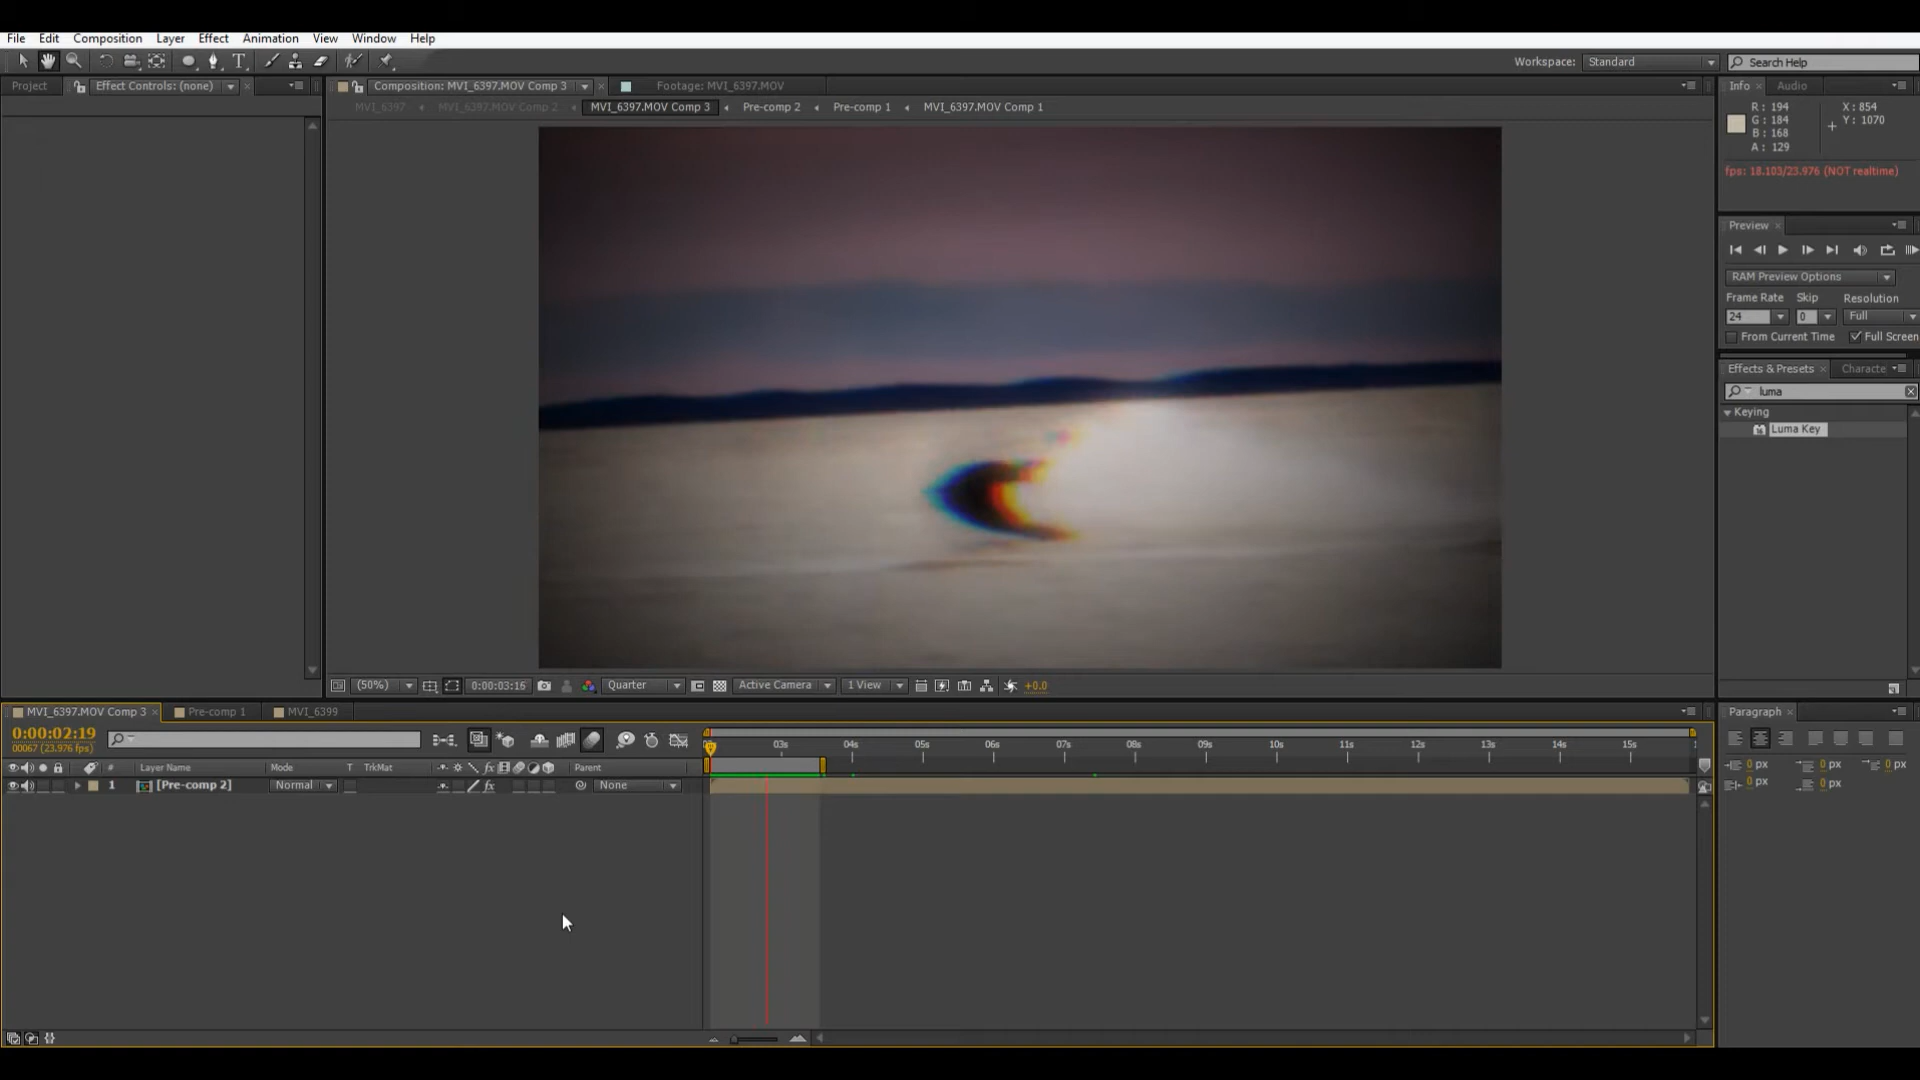 File Edit Composition Layer Effect Animation View Window Help
Workspace: Standard Search Help
Project Effect Controls: (none) Composition: MVI_6397.MOV Comp 3 Footage: MVI_6397.MOV Info Audio
MVI_6397 MVI_6397.MOV Comp 2 MVI_6397.MOV Comp 3 Pre-comp 2 Pre-comp 1 MVI_6397.MOV Comp 1
R: 194 X: 854
G: 184 Y: 1070
B: 168
A: 129
fps: 18.103/23.976 (NOT realtime)
Preview
RAM Preview Options
Frame Rate Skip Resolution
24 0 Full
From Current Time Full Screen
Effects & Presets Characte
luma
Keying
Luma Key
(50%) 0:00:03:16 Quarter Active Camera 1 View +0.0
MVI_6397.MOV Comp 3 Pre-comp 1 MVI_6399 Paragraph
0:00:02:19
00067 (23.976 fps)
03s 04s 05s 06s 07s 08s 09s 10s 11s 12s 13s 14s 15s
# Layer Name Mode T TrkMat fx Parent
1 [Pre-comp 2] Normal fx None
0 px 0 px 0 px
0 px 0 px